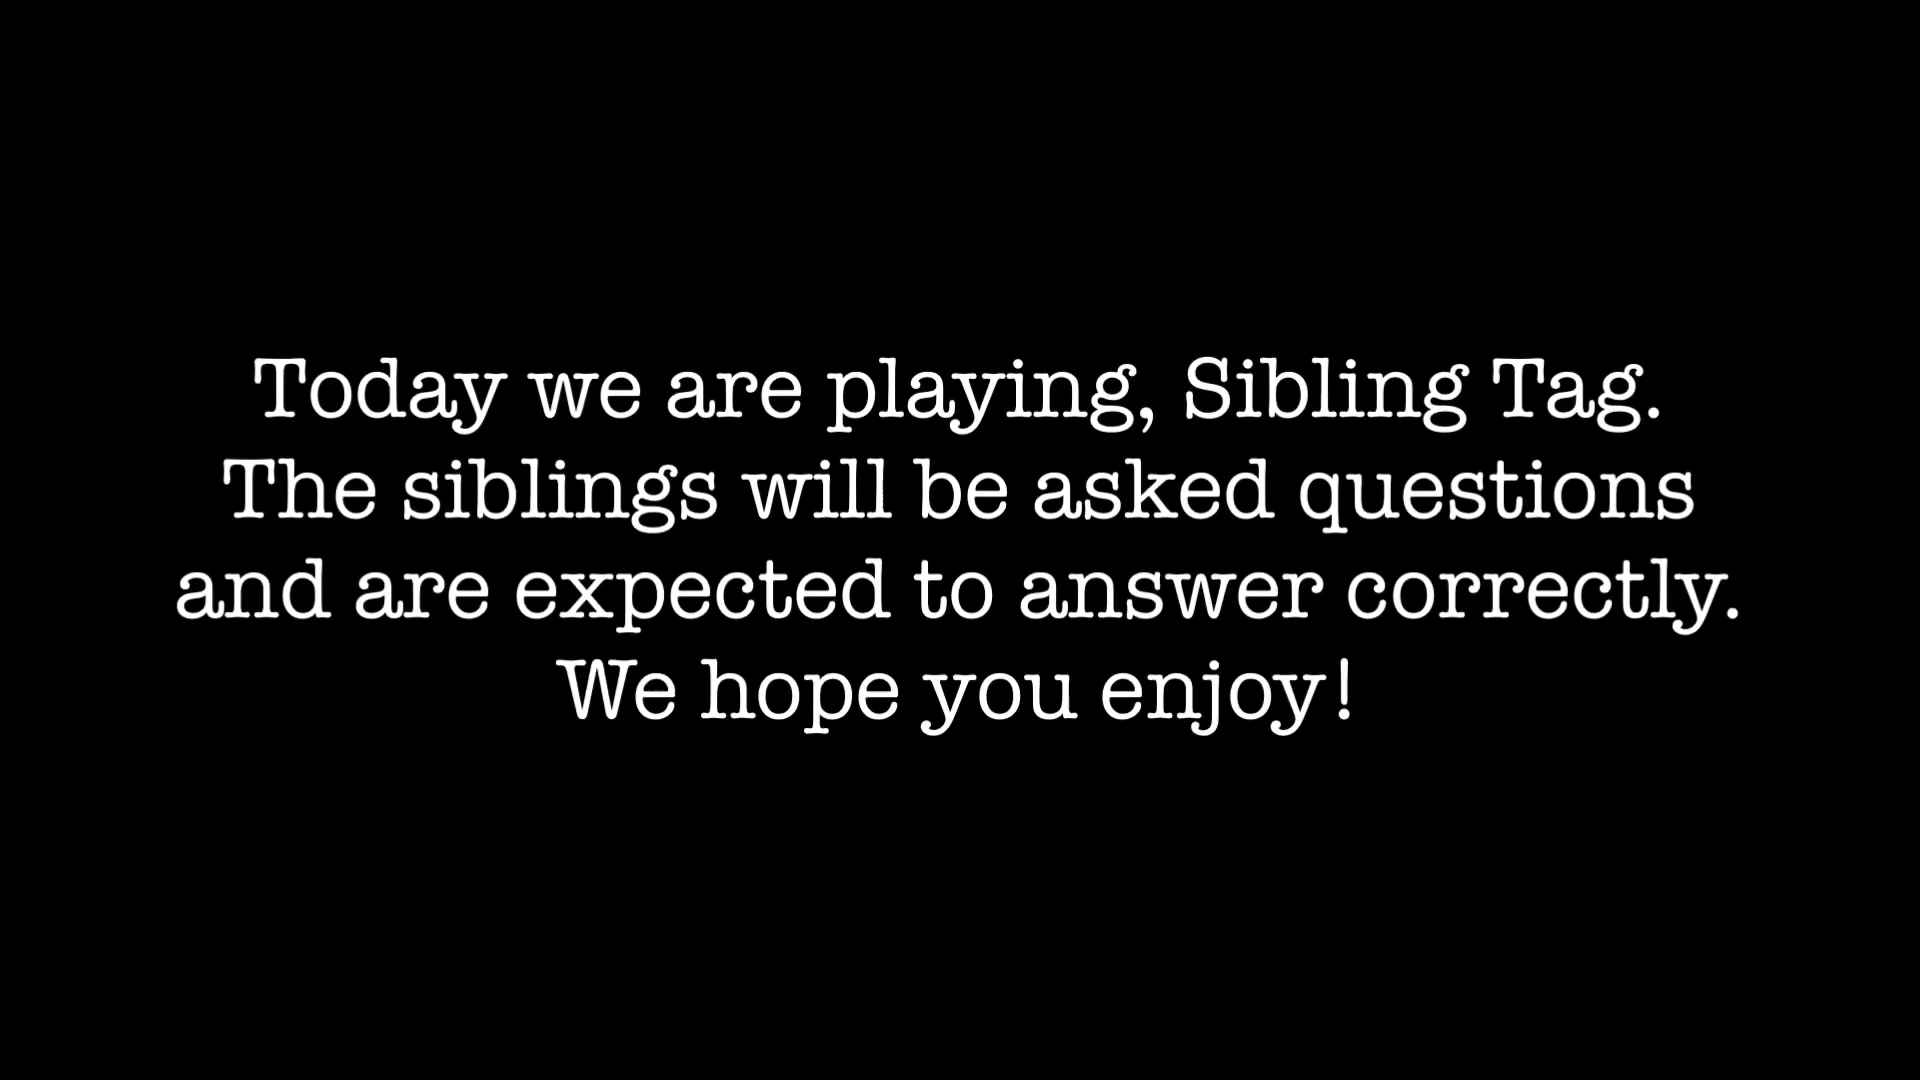 Today we are playing, Sibling Tag.
The siblings will be asked questions
and are expected to answer correctly.
We hope you enjoy!